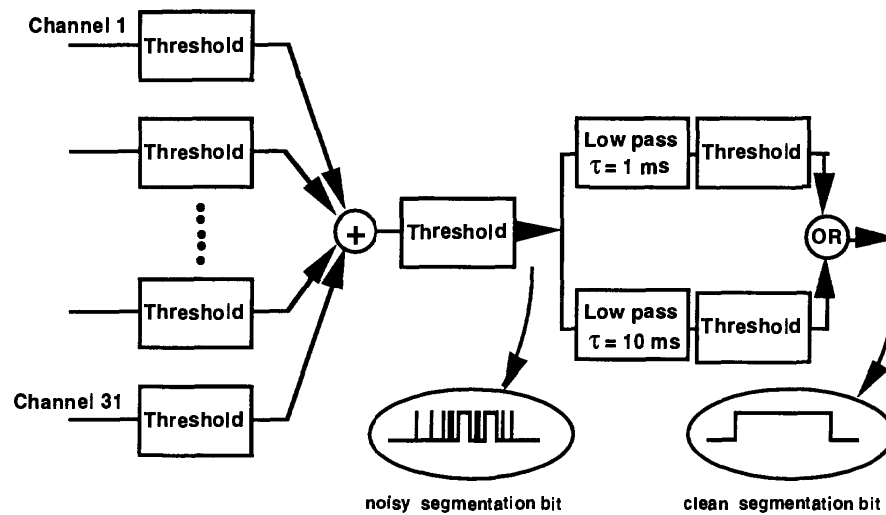 Channel 1
Threshold
Threshold
Threshold
Channel 31
Threshold
+
Threshold
Low pass
τ = 1 ms
Threshold
OR
Low pass
τ = 10 ms
Threshold
noisy segmentation bit
clean segmentation bit